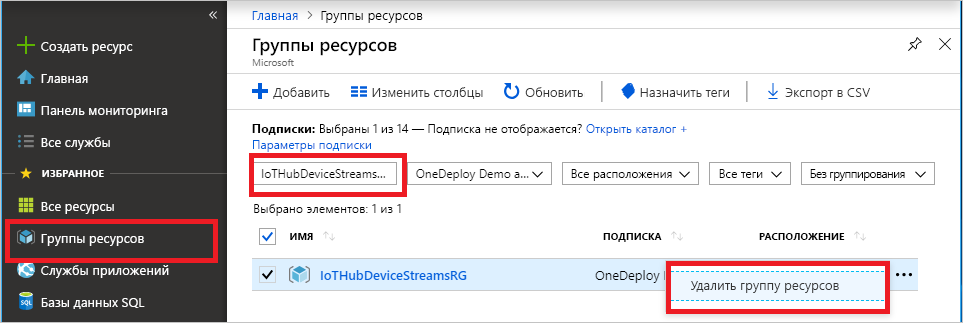 «
Создать ресурс
Главная
Панель мониторинга
Все службы
ИЗБРАННОЕ
Все ресурсы
Группы ресурсов
Службы приложений
Базы данных SQL
Главная > Группы ресурсов
Группы ресурсов
Microsoft
Добавить Изменить столбцы Обновить Назначить теги Экспорт в CSV
Подписки: Выбраны 1 из 14 — Подписка не отображается? Открыть каталог +
Параметры подписки
IoTHubDeviceStreams... OneDeploy Demo a... Все расположения Все теги Без группирования
Выбрано элементов: 1 из 1
ИМЯ ПОДПИСКА РАСПОЛОЖЕНИЕ
IoTHubDeviceStreamsRG OneDeploy
Удалить группу ресурсов